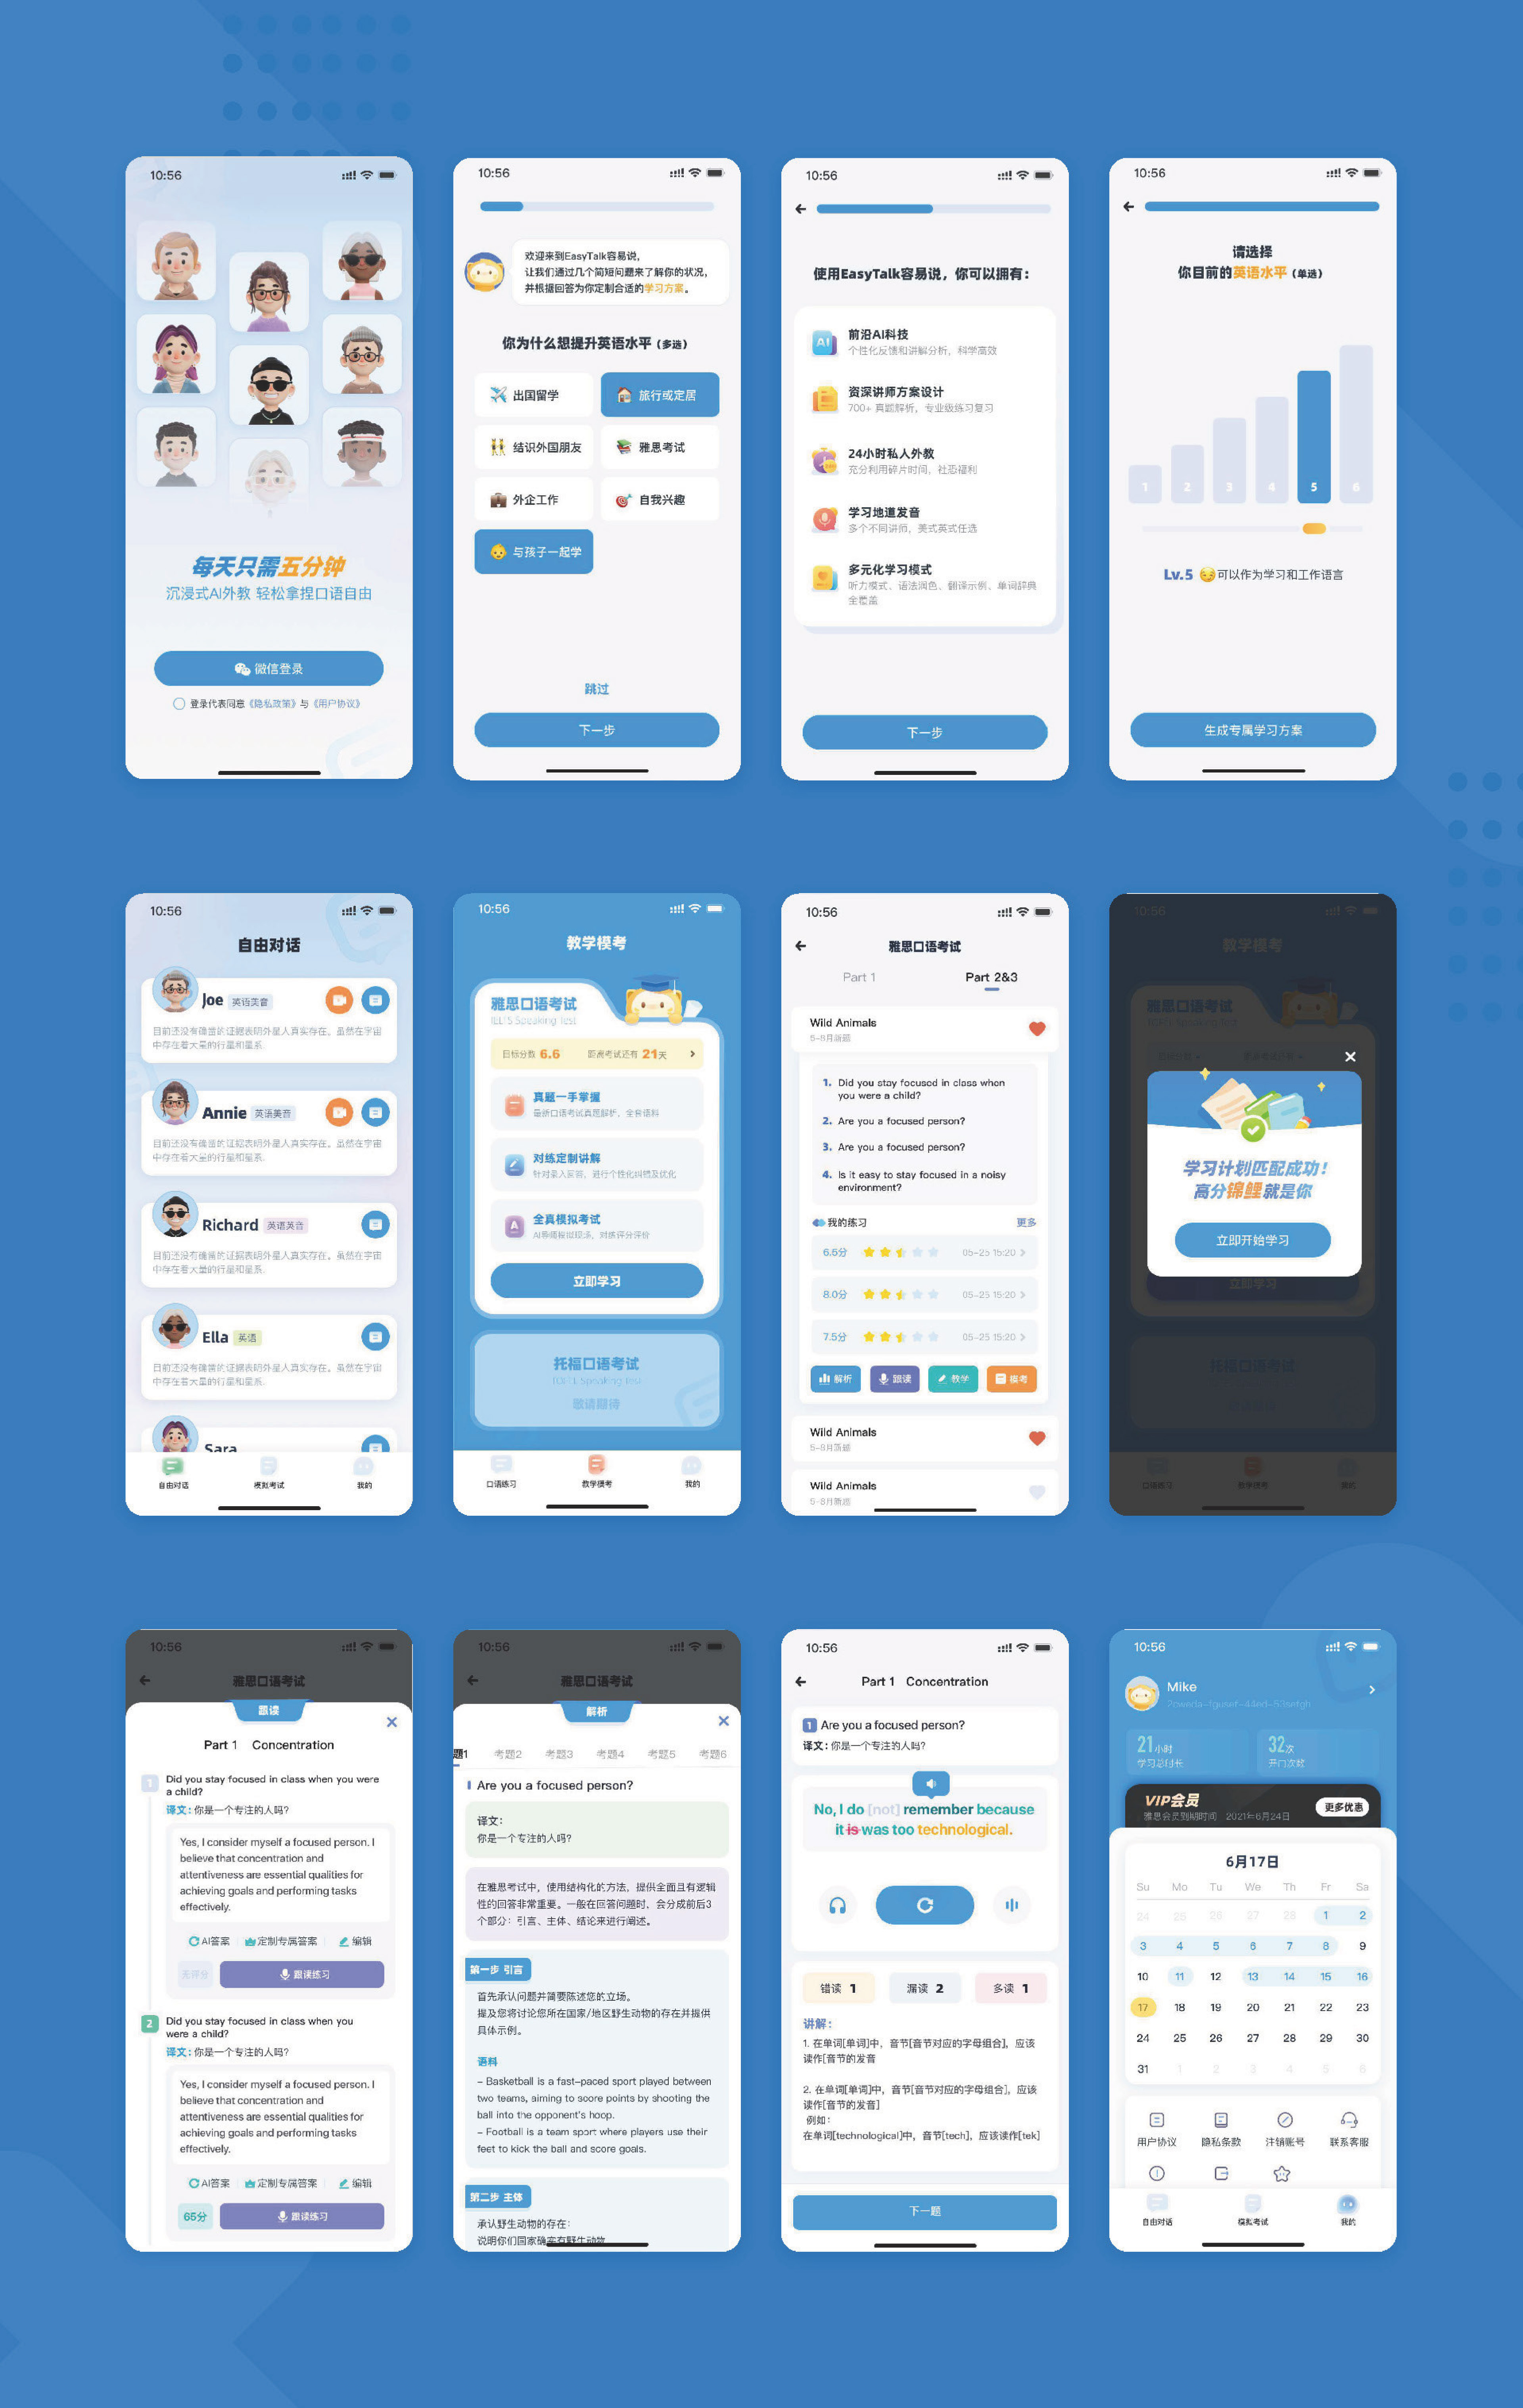 10:56
每天只需五分钟
沉浸式AI外教 轻松拿捏口语自由
微信登录
登录代表同意《隐私政策》与《用户协议》
10:56
欢迎来到EasyTalk容易说,
让我们通过几个简短问题来了解你的状况,
并根据回答为你定制合适的学习方案。
你为什么想提升英语水平 (多选)
出国留学
旅行或定居
结识外国朋友
雅思考试
外企工作
自我兴趣
与孩子一起学
跳过
下一步
10:56
使用EasyTalk容易说, 你可以拥有:
AI
前沿AI科技
个性化反馈和讲解分析, 科学高效
资深讲师方案设计
700+ 真题解析, 专业级练习复习
24小时私人外教
充分利用碎片时间, 社恐福利
学习地道发音
多个不同讲师, 美式英式任选
多元化学习模式
听力模式、语法润色、翻译示例、单词辞典
全覆盖
下一步
10:56
请选择
你目前的英语水平 (单选)
1 2 3 4 5 6
Lv.5 可以作为学习和工作语言
生成专属学习方案
10:56
自由对话
Joe 英语美音
目前还没有确凿的证据表明外星人真实存在。虽然在宇宙
中存在着大量的行星和星系
Annie 英语美音
目前还没有确凿的证据表明外星人真实存在。虽然在宇宙
中存在着大量的行星和星系.
Richard 英语英音
目前还没有确凿的证据表明外星人真实存在。虽然在宇宙
中存在着大量的行星和星系.
Ella 英语
目前还没有确凿的证据表明外星人真实存在。虽然在宇宙
中存在着大量的行星和星系.
Sara
自由对话 模拟考试 我的
10:56
教学模考
雅思口语考试
IELTS Speaking Test
目标分数 6.6 距离考试还有 21天
真题一手掌握
最新口语考试真题解析、全套语料
对练定制讲解
针对录入回答, 进行个性化纠错及优化
全真模拟考试
AI导师模拟现场, 对练评分评价
立即学习
托福口语考试
TOEFL Speaking Test
敬请期待
口语练习 教学模考 我的
10:56
雅思口语考试
Part 1 Part 2&3
Wild Animals
5-8月新题
1. Did you stay focused in class when
you were a child?
2. Are you a focused person?
3. Are you a focused person?
4. Is it easy to stay focused in a noisy
environment?
我的练习 更多
6.5分 05-25 15:20
8.0分 05-25 15:20
7.5分 05-25 15:20
解析 跟读 教学 模考
Wild Animals
5-8月新题
Wild Animals
5-8月新题
10:56
教学模考
雅思口语考试
IELTS Speaking Test
学习计划匹配成功!
高分锦鲤就是你
立即开始学习
立即学习
托福口语考试
口语练习 教学模考 我的
10:56
雅思口语考试
跟读
Part 1 Concentration
1 Did you stay focused in class when you were
a child?
译文: 你是一个专注的人吗?
Yes, I consider myself a focused person. I
believe that concentration and
attentiveness are essential qualities for
achieving goals and performing tasks
effectively.
AI答案 定制专属答案 编辑
无得分 跟读练习
2 Did you stay focused in class when you
were a child?
译文: 你是一个专注的人吗?
Yes, I consider myself a focused person. I
believe that concentration and
attentiveness are essential qualities for
achieving goals and performing tasks
effectively.
AI答案 定制专属答案 编辑
65分 跟读练习
10:56
雅思口语考试
解析
题1 考题2 考题3 考题4 考题5 考题6
Are you a focused person?
译文:
你是一个专注的人吗?
在雅思考试中, 使用结构化的方法, 提供全面且有逻辑
性的回答非常重要。一般在回答问题时, 会分成前后3
个部分: 引言、主体、结论来进行阐述。
第一步 引言
首先承认问题并简要陈述您的立场。
提及您将讨论您所在国家/地区野生动物的存在并提供
具体示例。
语料
– Basketball is a fast–paced sport played between
two teams, aiming to score points by shooting the
ball into the opponent's hoop.
– Football is a team sport where players use their
feet to kick the ball and score goals.
第二步 主体
承认野生动物的存在:
说明你们国家确实有野生动物
10:56
Part 1 Concentration
1 Are you a focused person?
译文: 你是一个专注的人吗?
No, I do [not] remember because
it is was too technological.
错读 1 漏读 2 多读 1
讲解:
1. 在单词[单词]中, 音节[音节对应的字母组合], 应该
读作[音节的发音
2. 在单词[单词]中, 音节[音节对应的字母组合], 应该
读作[音节的发音]
例如:
在单词[technological]中, 音节[tech], 应该读作[tek]
下一题
10:56
Mike
21小时
学习总时长
32次
开门次数
VIP会员
雅思会员到期时间 2021年6月24日
更多优惠
6月17日
Su Mo Tu We Th Fr Sa
24 25 26 27 28 1 2
3 4 5 6 7 8 9
10 11 12 13 14 15 16
17 18 19 20 21 22 23
24 25 26 27 28 29 30
31 1 2 3 4 5 6
用户协议 隐私条款 注销账号 联系客服
自由对话 模拟考试 我的